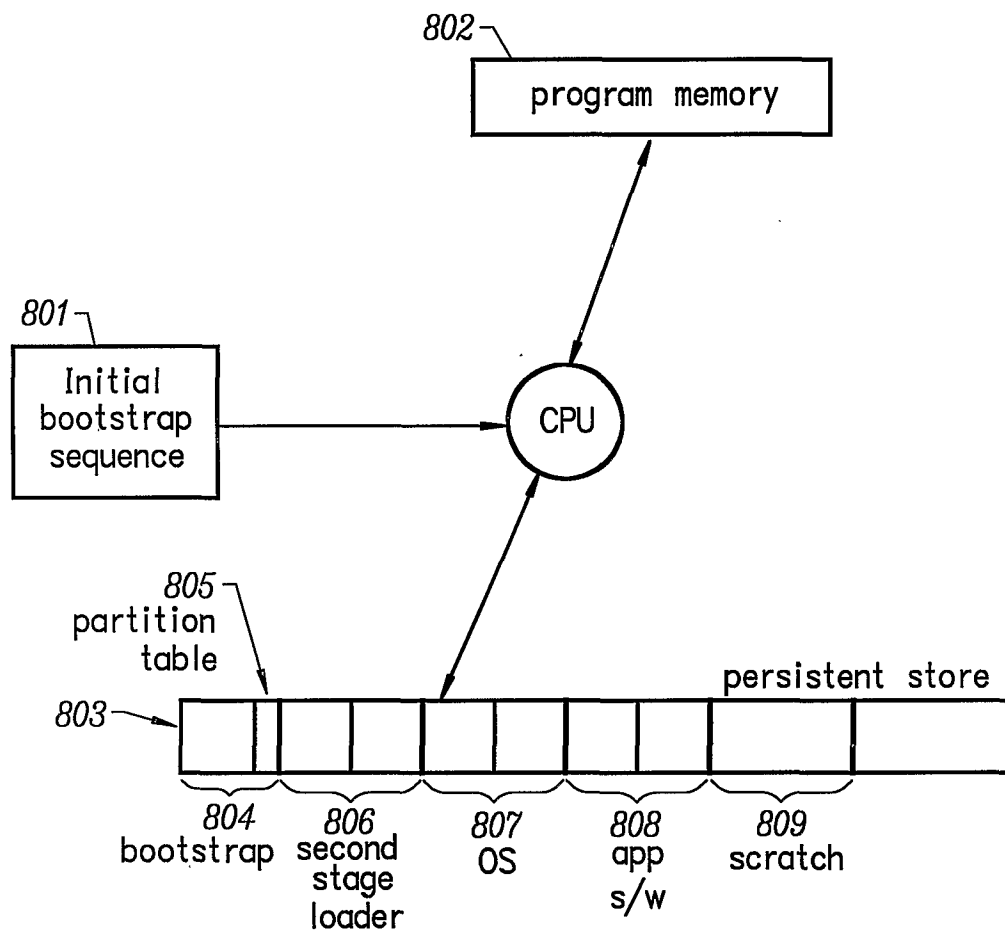 802
program memory
801
Initial
bootstrap
sequence
CPU
805
partition
table
persistent store
803
804
bootstrap
806
second
stage
loader
807
OS
808
app
s/w
809
scratch